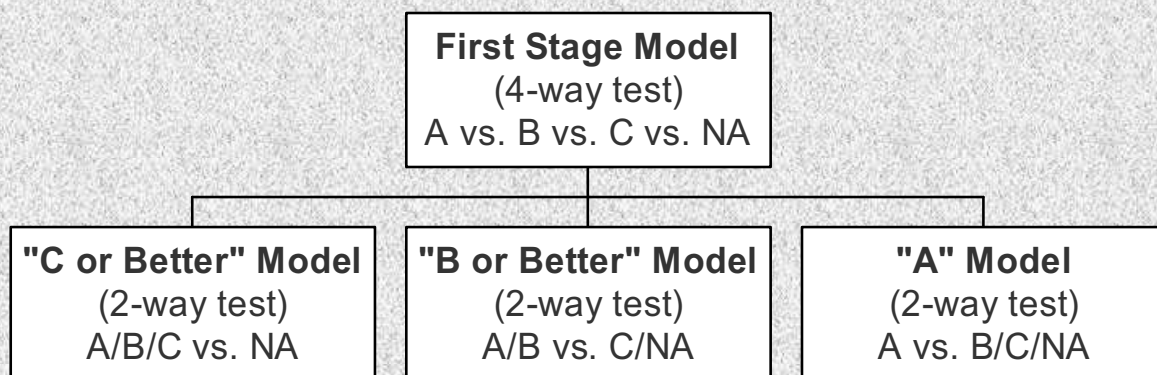 First Stage Model
(4-way test)
A vs. B vs. C vs. NA
"C or Better" Model
(2-way test)
A/B/C vs. NA
"B or Better" Model
(2-way test)
A/B vs. C/NA
"A" Model
(2-way test)
A vs. B/C/NA